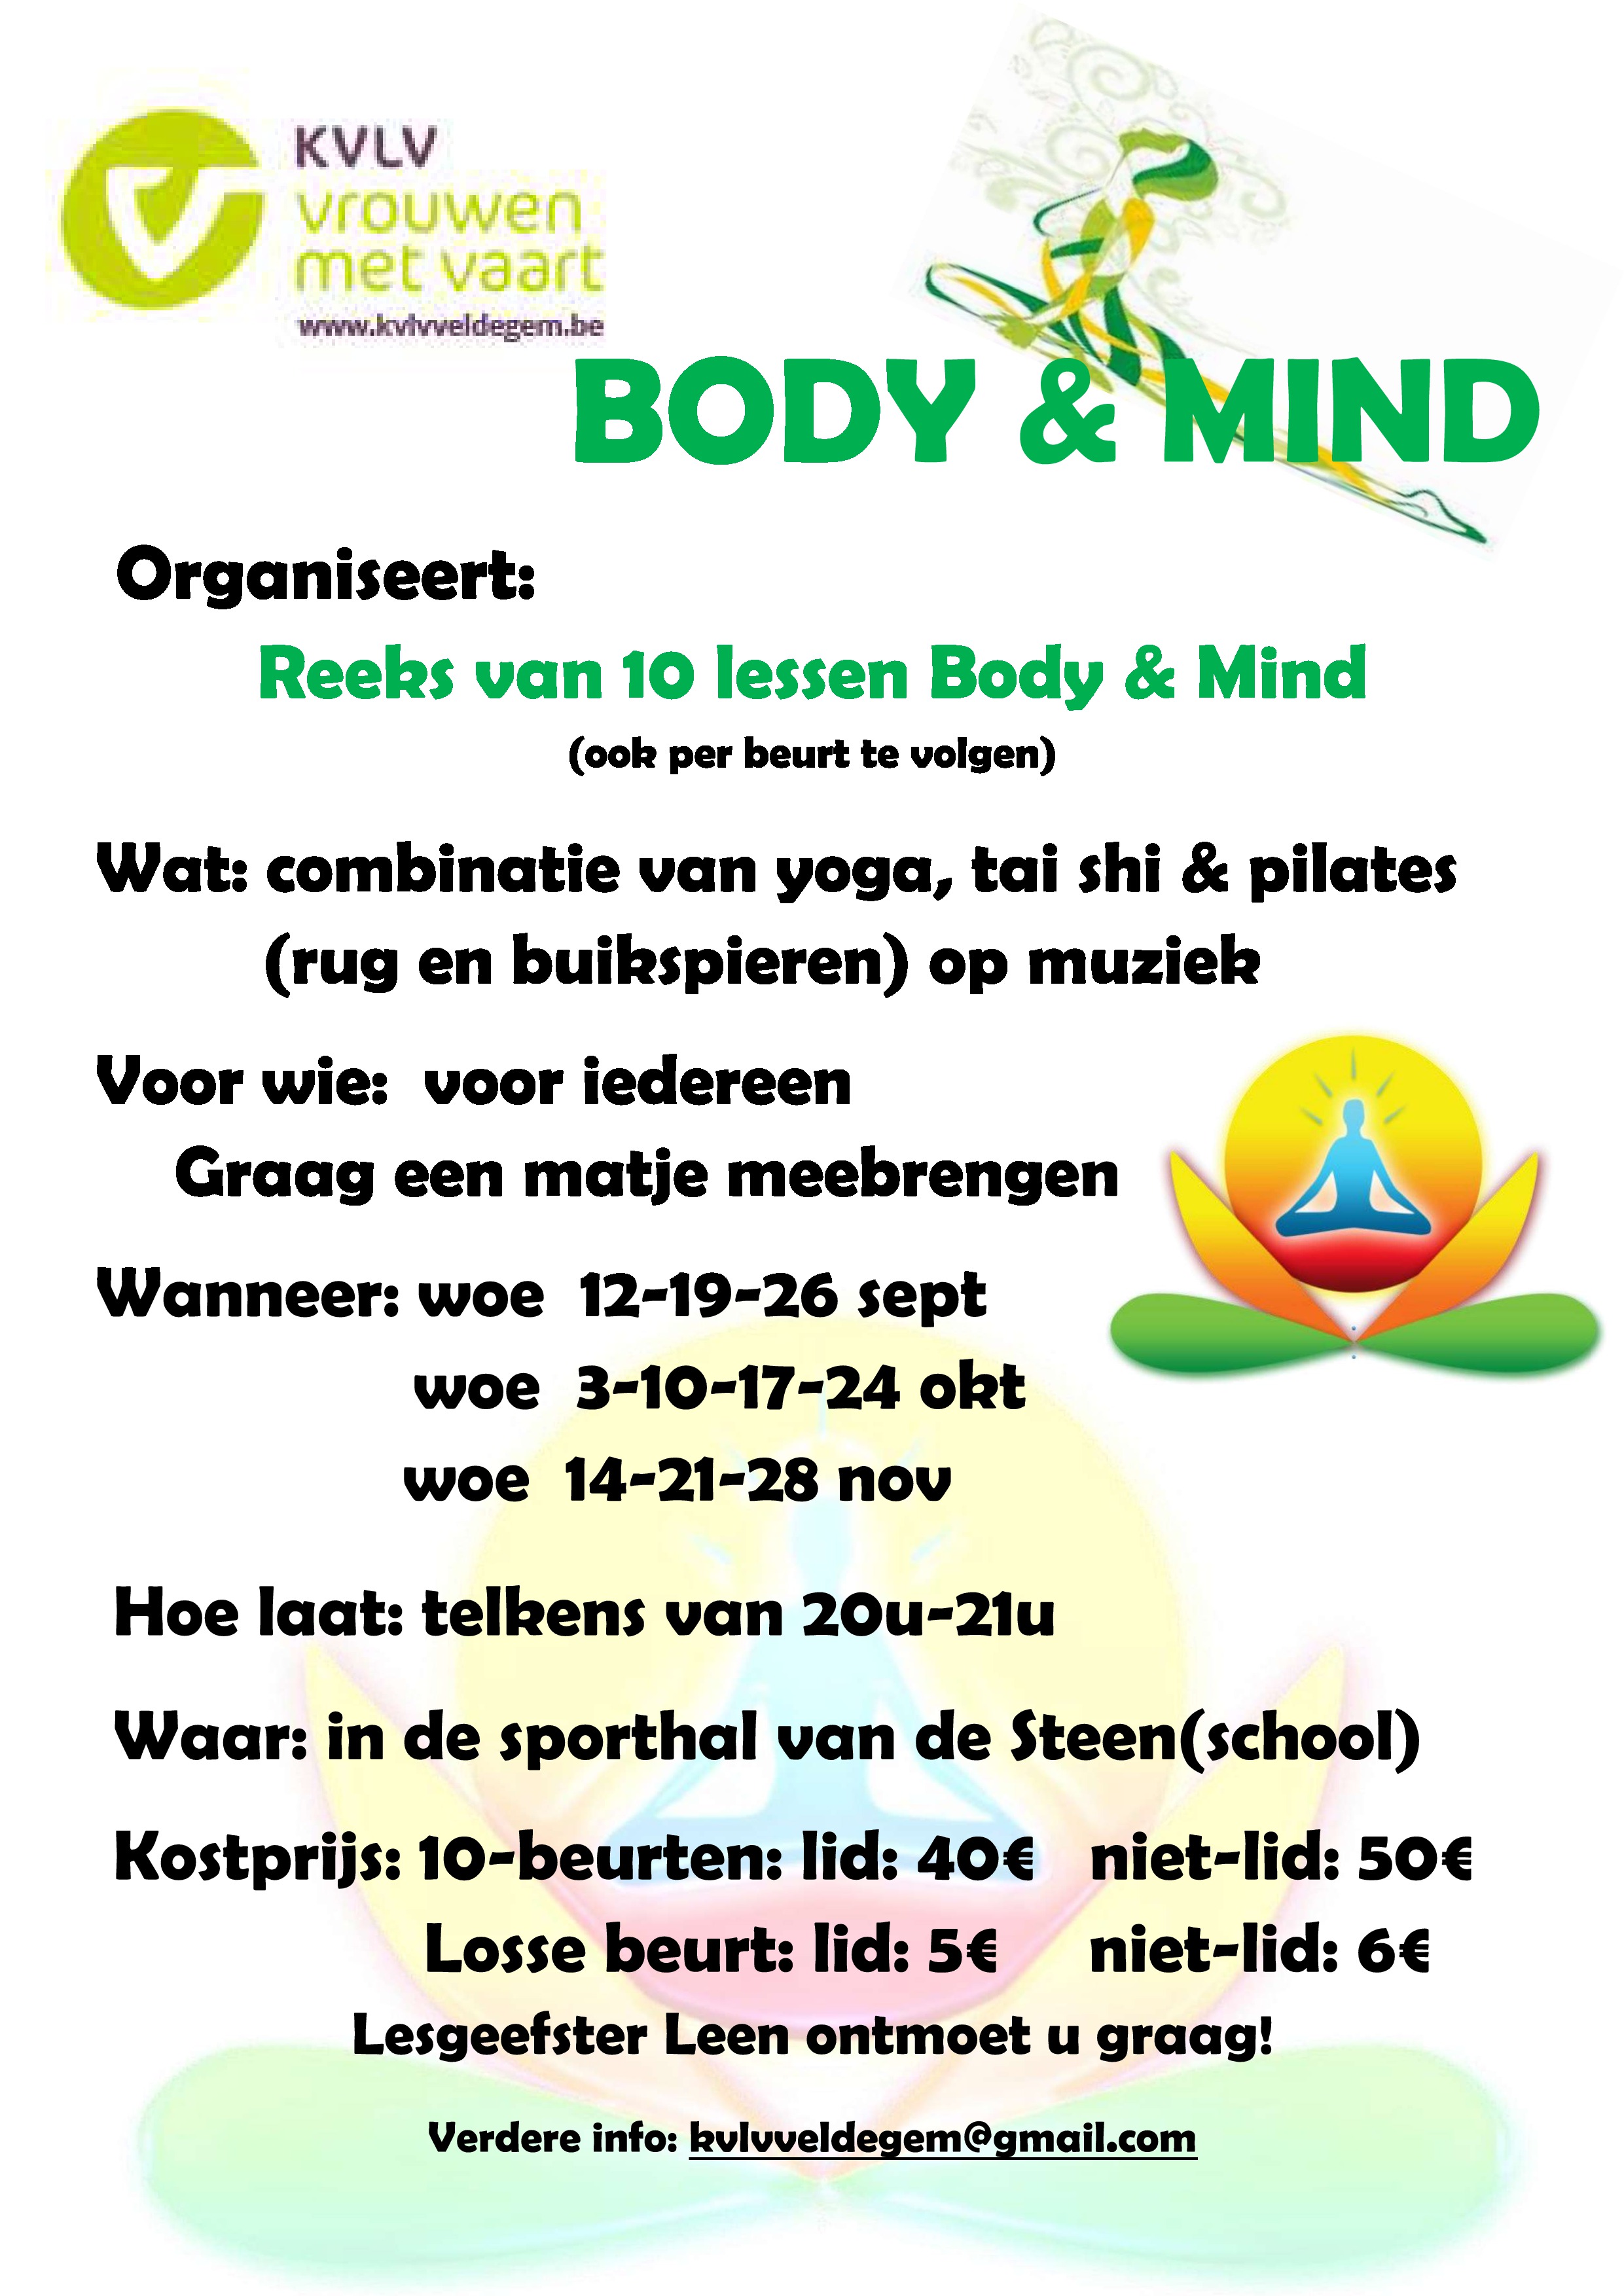 KVLV
vrouwen
met vaart
www.kvlvveldegem.be
BODY & MIND
Organiseert:
Reeks van 10 lessen Body & Mind
(ook per beurt te volgen)
Wat: combinatie van yoga, tai shi & pilates
(rug en buikspieren) op muziek
Voor wie: voor iedereen
Graag een matje meebrengen
Wanneer: woe 12-19-26 sept
woe 3-10-17-24 okt
woe 14-21-28 nov
Hoe laat: telkens van 20u-21u
Waar: in de sporthal van de Steen(school)
Kostprijs: 10-beurten: lid: 40€ niet-lid: 50€
Losse beurt: lid: 5€ niet-lid: 6€
Lesgeefster Leen ontmoet u graag!
Verdere info: kvlvveldegem@gmail.com